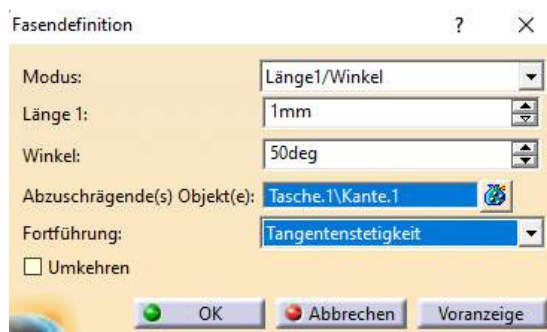 Fasendefinition ? ×
Modus: Länge1/Winkel
Länge 1: 1mm
Winkel: 50deg
Abzuschrägende(s) Objekt(e): Tasche.1\Kante.1
Fortführung: Tangentenstetigkeit
Umkehren
OK Abbrechen Voranzeige